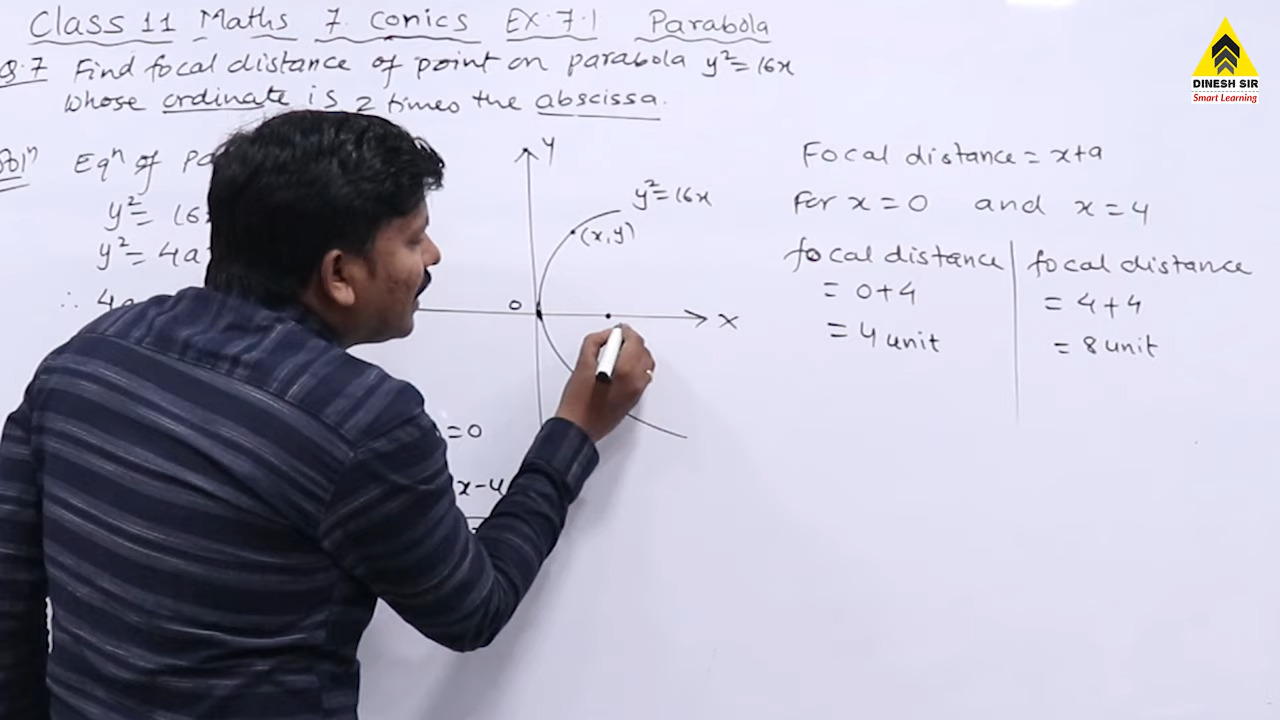 Class 11 Maths 7. Conics Ex. 7.1 Parabola
Q.7 Find focal distance of point on parabola y²=16x
whose ordinate is 2 times the abscissa.
Solⁿ Eqⁿ of
y² = 16x
y² = 4a
∴ 4a
=0
x-4
Y
y²=16x
(x,y)
0
X
Focal distance = x+a
For x=0 and x=4
focal distance
= 0+4
= 4 unit
focal distance
= 4+4
= 8 unit
DINESH SIR
Smart Learning